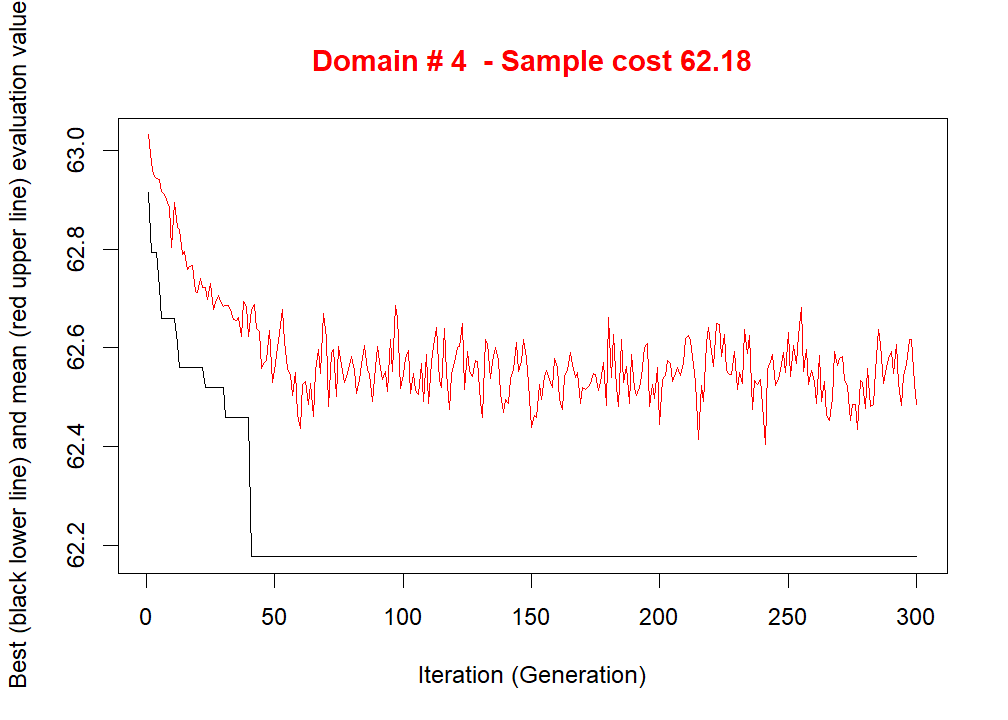 Domain # 4  - Sample cost 62.18
Best (black lower line) and mean (red upper line) evaluation value
63.0
62.8
62.6
62.4
62.2
0 50 100 150 200 250 300
Iteration (Generation)